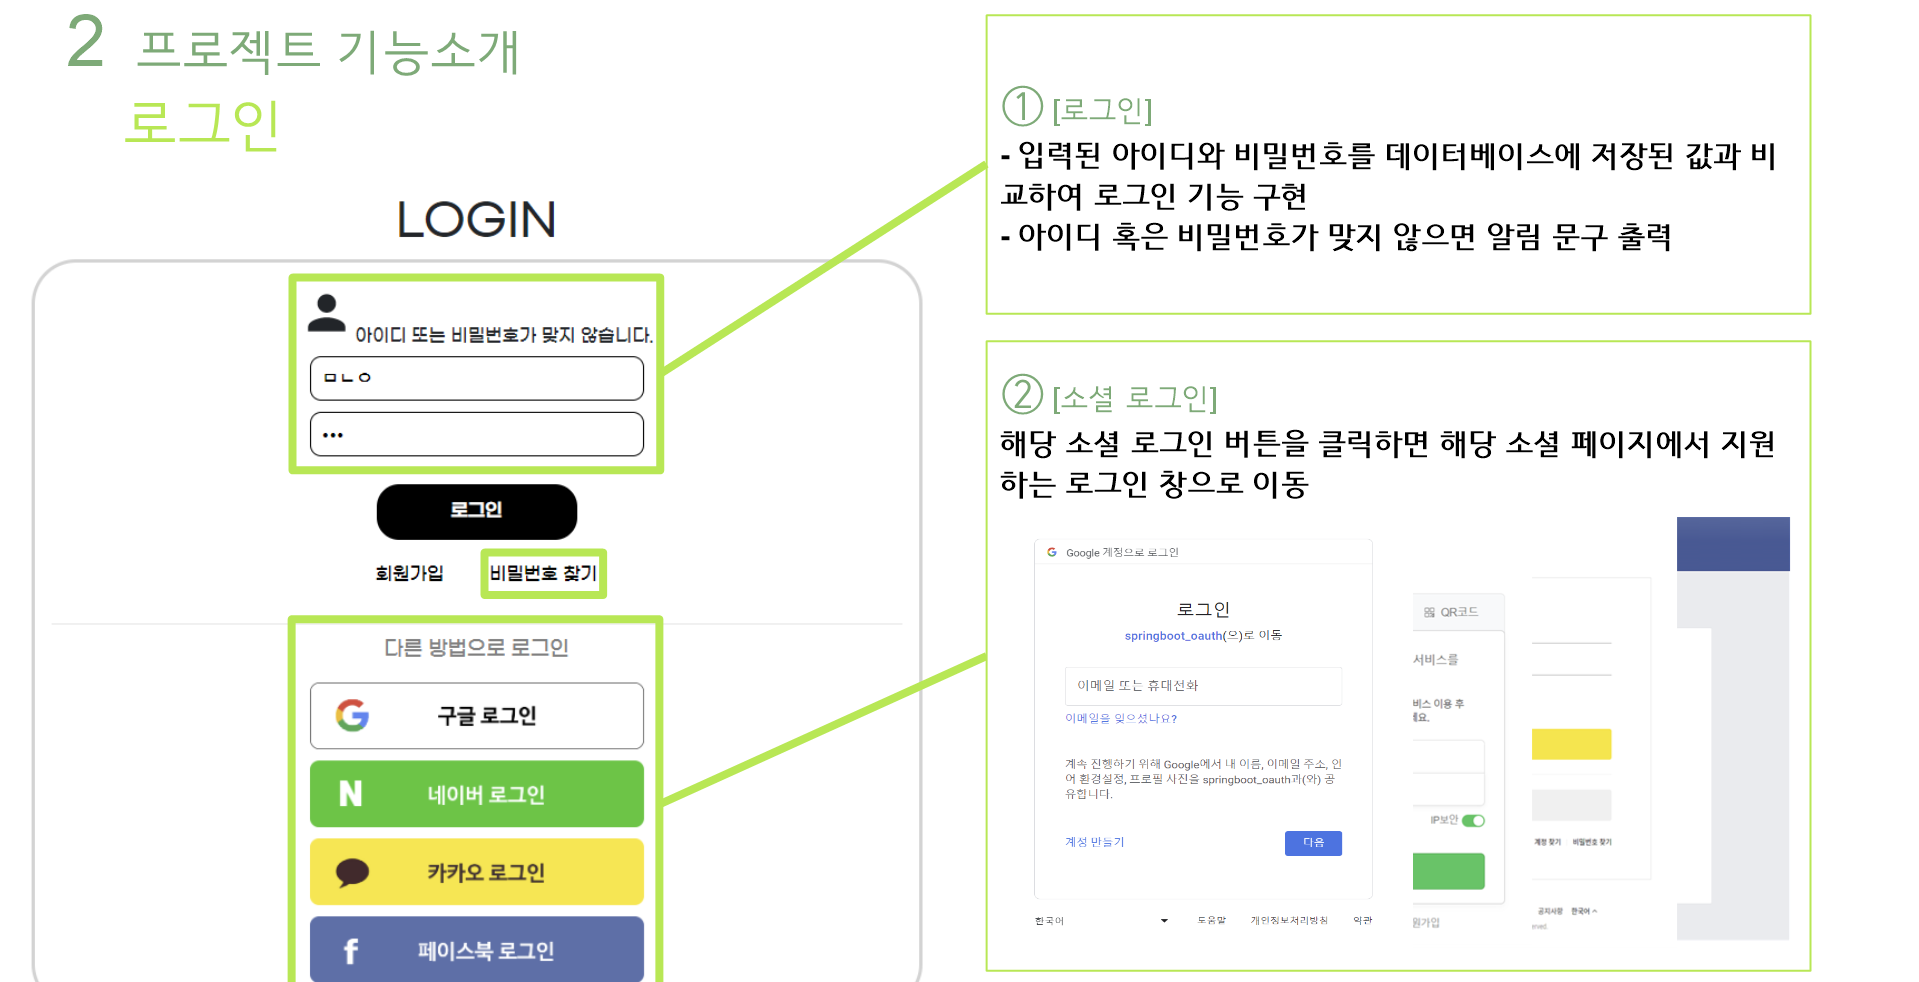 2 프로젝트 기능소개
로그인
LOGIN
아이디 또는 비밀번호가 맞지 않습니다.
ㅁㄴㅇ
•••
로그인
회원가입 비밀번호 찾기
다른 방법으로 로그인
G 구글 로그인
N 네이버 로그인
카카오 로그인
f 페이스북 로그인
① [로그인]
- 입력된 아이디와 비밀번호를 데이터베이스에 저장된 값과 비
교하여 로그인 기능 구현
- 아이디 혹은 비밀번호가 맞지 않으면 알림 문구 출력
② [소셜 로그인]
해당 소셜 로그인 버튼을 클릭하면 해당 소셜 페이지에서 지원
하는 로그인 창으로 이동
G Google 계정으로 로그인
로그인
springboot_oauth(으)로 이동
이메일 또는 휴대전화
이메일을 잊으셨나요?
계속 진행하기 위해 Google에서 내 이름, 이메일 주소, 언
어 환경설정, 프로필 사진을 springboot_oauth과(와) 공
유합니다.
계정 만들기 다음
한국어 도움말 개인정보처리방침 약관
QR코드
서비스를
비스 이용 후
요.
IP보안
원가입
계정 찾기 비밀번호 찾기
공지사항 한국어
erved.